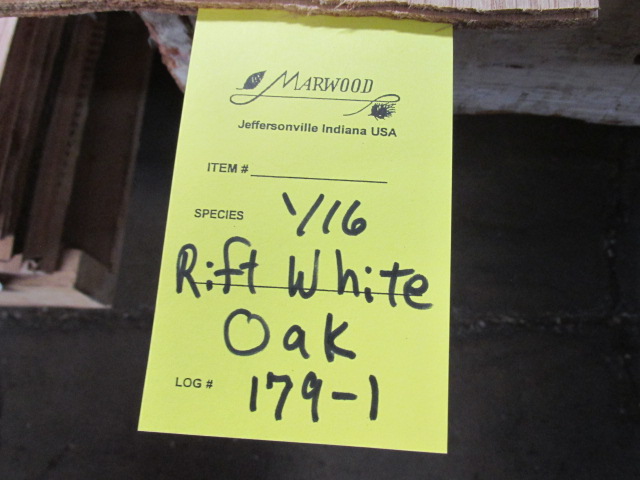 MARWOOD
Jeffersonville Indiana USA
ITEM #
SPECIES 1/16
Rift White
Oak
LOG # 179-1